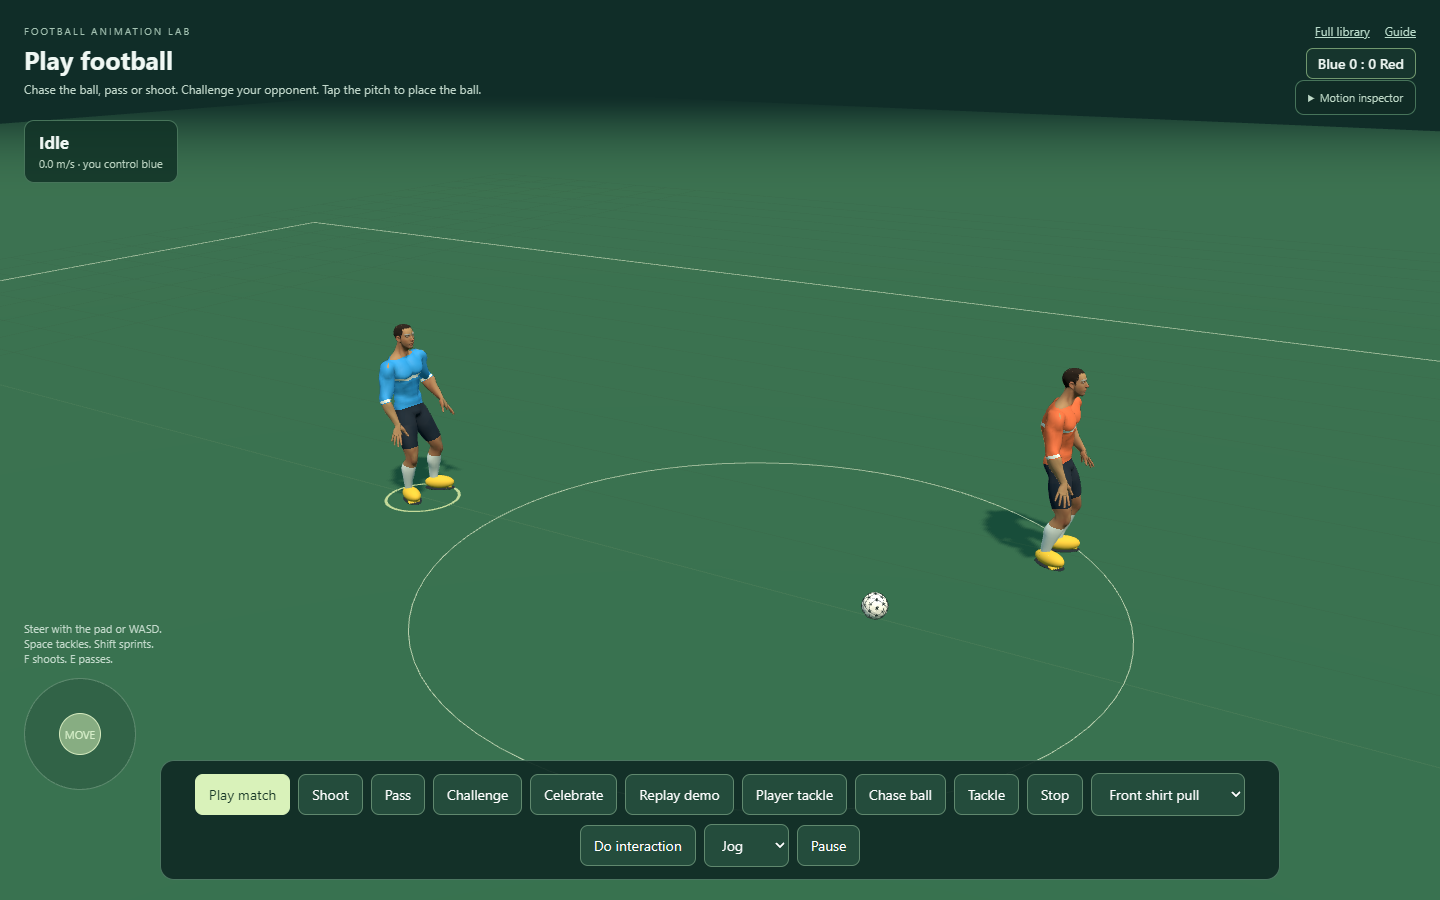 FOOTBALL ANIMATION LAB
Play football
Chase the ball, pass or shoot. Challenge your opponent. Tap the pitch to place the ball.
Full library Guide
Blue 0 : 0 Red
▶ Motion inspector
Idle
0.0 m/s · you control blue
Steer with the pad or WASD.
Space tackles. Shift sprints.
F shoots. E passes.
MOVE
Play match Shoot Pass Challenge Celebrate Replay demo Player tackle Chase ball Tackle Stop Front shirt pull
Do interaction Jog Pause